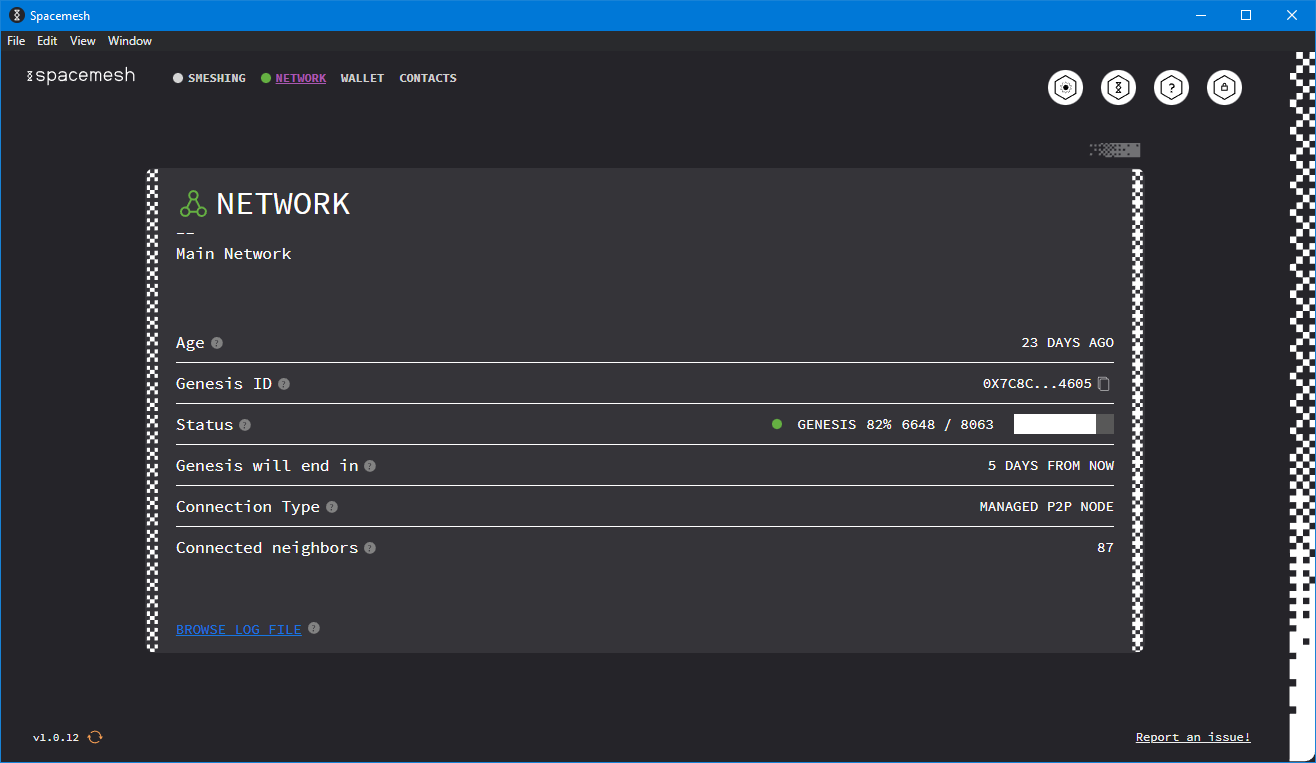 Spacemesh
File Edit View Window
spacemesh
SMESHING NETWORK WALLET CONTACTS
?
NETWORK
--
Main Network
Age ? 23 DAYS AGO
Genesis ID ? 0X7C8C...4605
Status ? GENESIS 82% 6648 / 8063
Genesis will end in ? 5 DAYS FROM NOW
Connection Type ? MANAGED P2P NODE
Connected neighbors ? 87
BROWSE LOG FILE ?
v1.0.12
Report an issue!